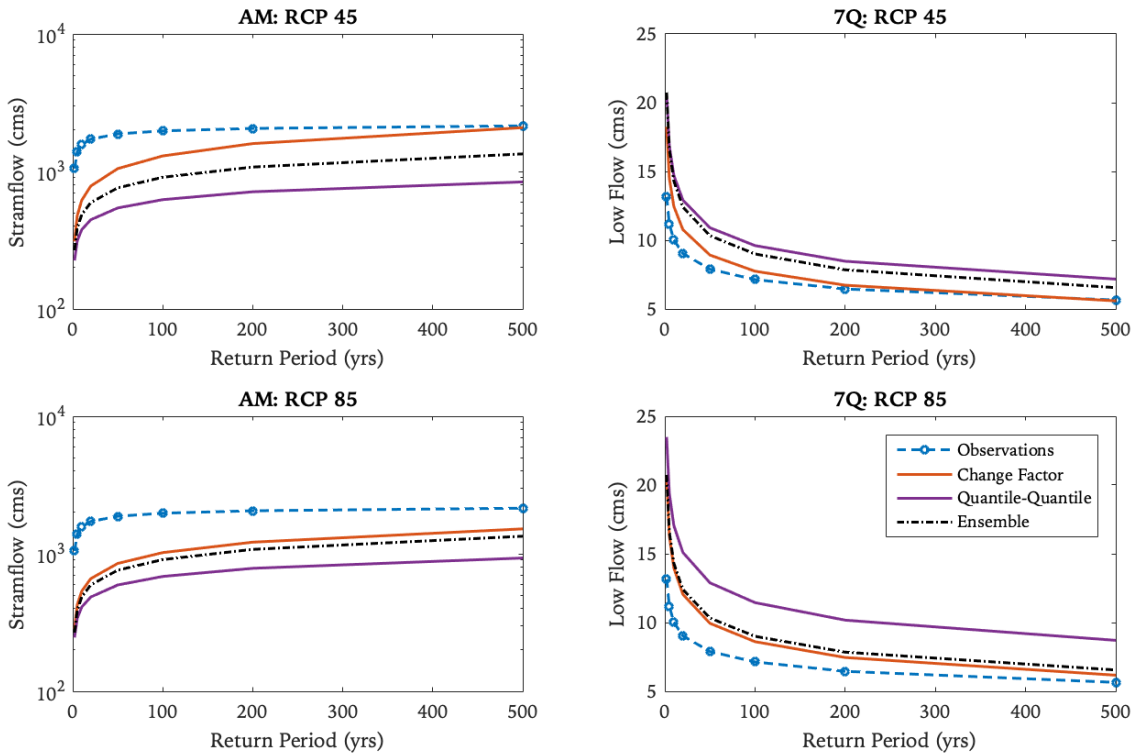 AM: RCP 45
10^4
10^3
10^2
Stramflow (cms)
0 100 200 300 400 500
Return Period (yrs)
7Q: RCP 45
25
20
15
10
5
Low Flow (cms)
0 100 200 300 400 500
Return Period (yrs)
AM: RCP 85
10^4
10^3
10^2
Stramflow (cms)
0 100 200 300 400 500
Return Period (yrs)
7Q: RCP 85
25
20
15
10
5
Low Flow (cms)
Observations
Change Factor
Quantile-Quantile
Ensemble
0 100 200 300 400 500
Return Period (yrs)